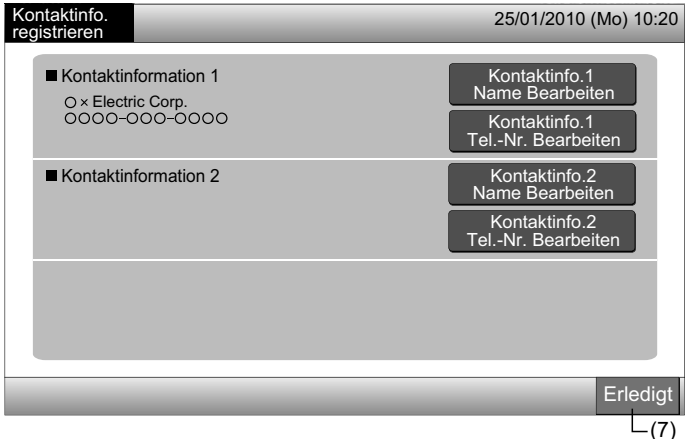 Kontaktinfo.
registrieren
25/01/2010 (Mo) 10:20
■ Kontaktinformation 1
○× Electric Corp.
○○○○-○○○-○○○○
Kontaktinfo.1
Name Bearbeiten
Kontaktinfo.1
Tel.-Nr. Bearbeiten
■ Kontaktinformation 2
Kontaktinfo.2
Name Bearbeiten
Kontaktinfo.2
Tel.-Nr. Bearbeiten
Erledigt
(7)